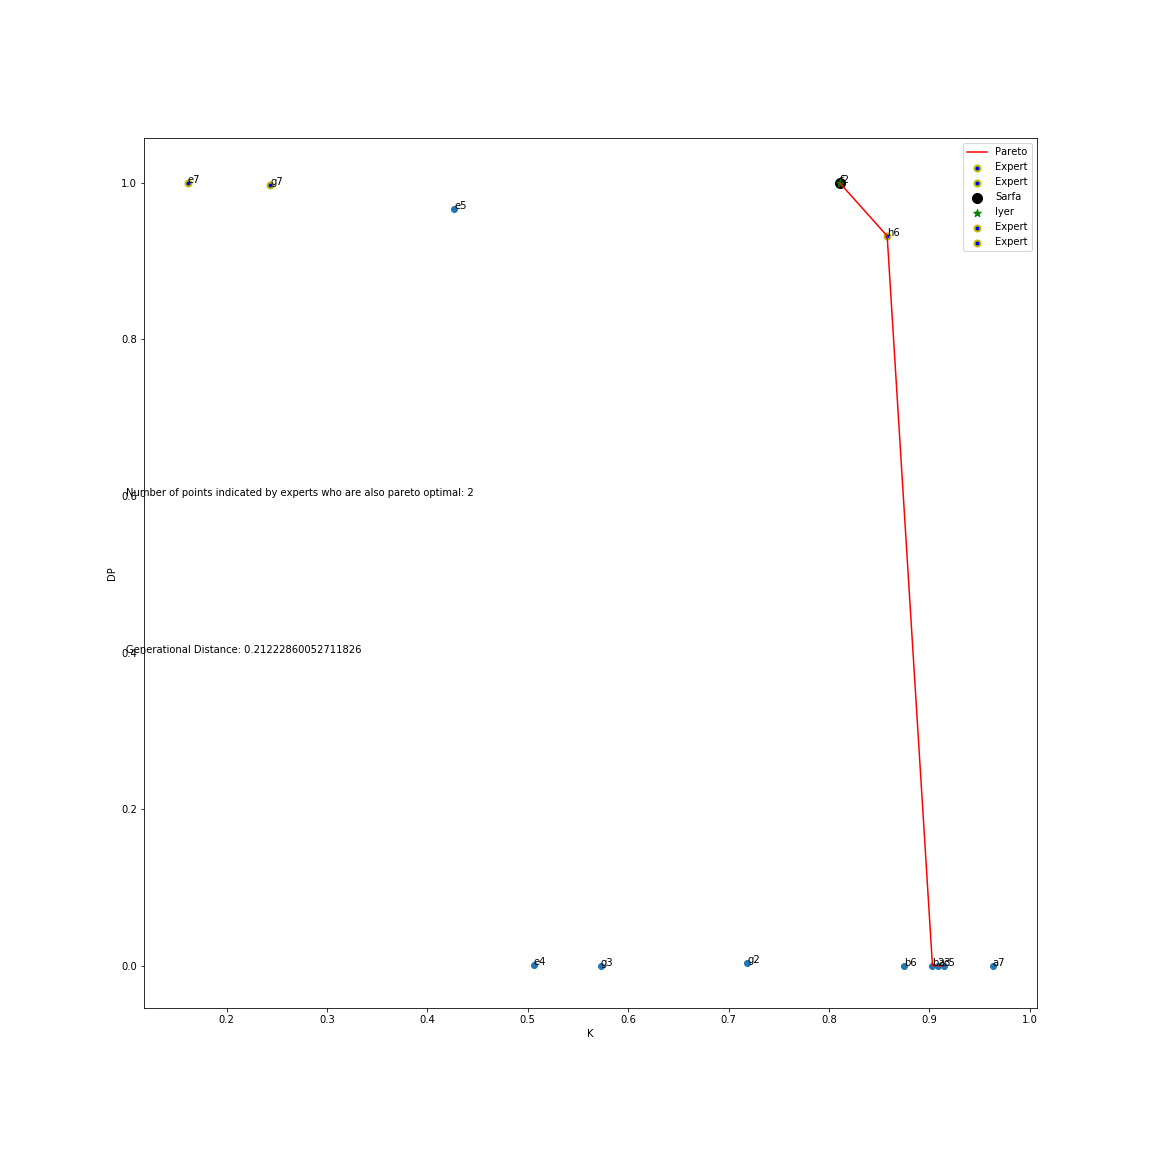 Pareto
Expert
Expert
Sarfa
Iyer
Expert
Expert
e7
g7
e5
h6
1.0
0.8
0.6
Number of points indicated by experts who are also pareto optimal: 2
DP
0.4
Generational Distance: 0.21222860052711826
0.2
0.0
e4
g3
g2
b6
a7
0.2
0.3
0.4
0.5
0.6
0.7
0.8
0.9
1.0
K